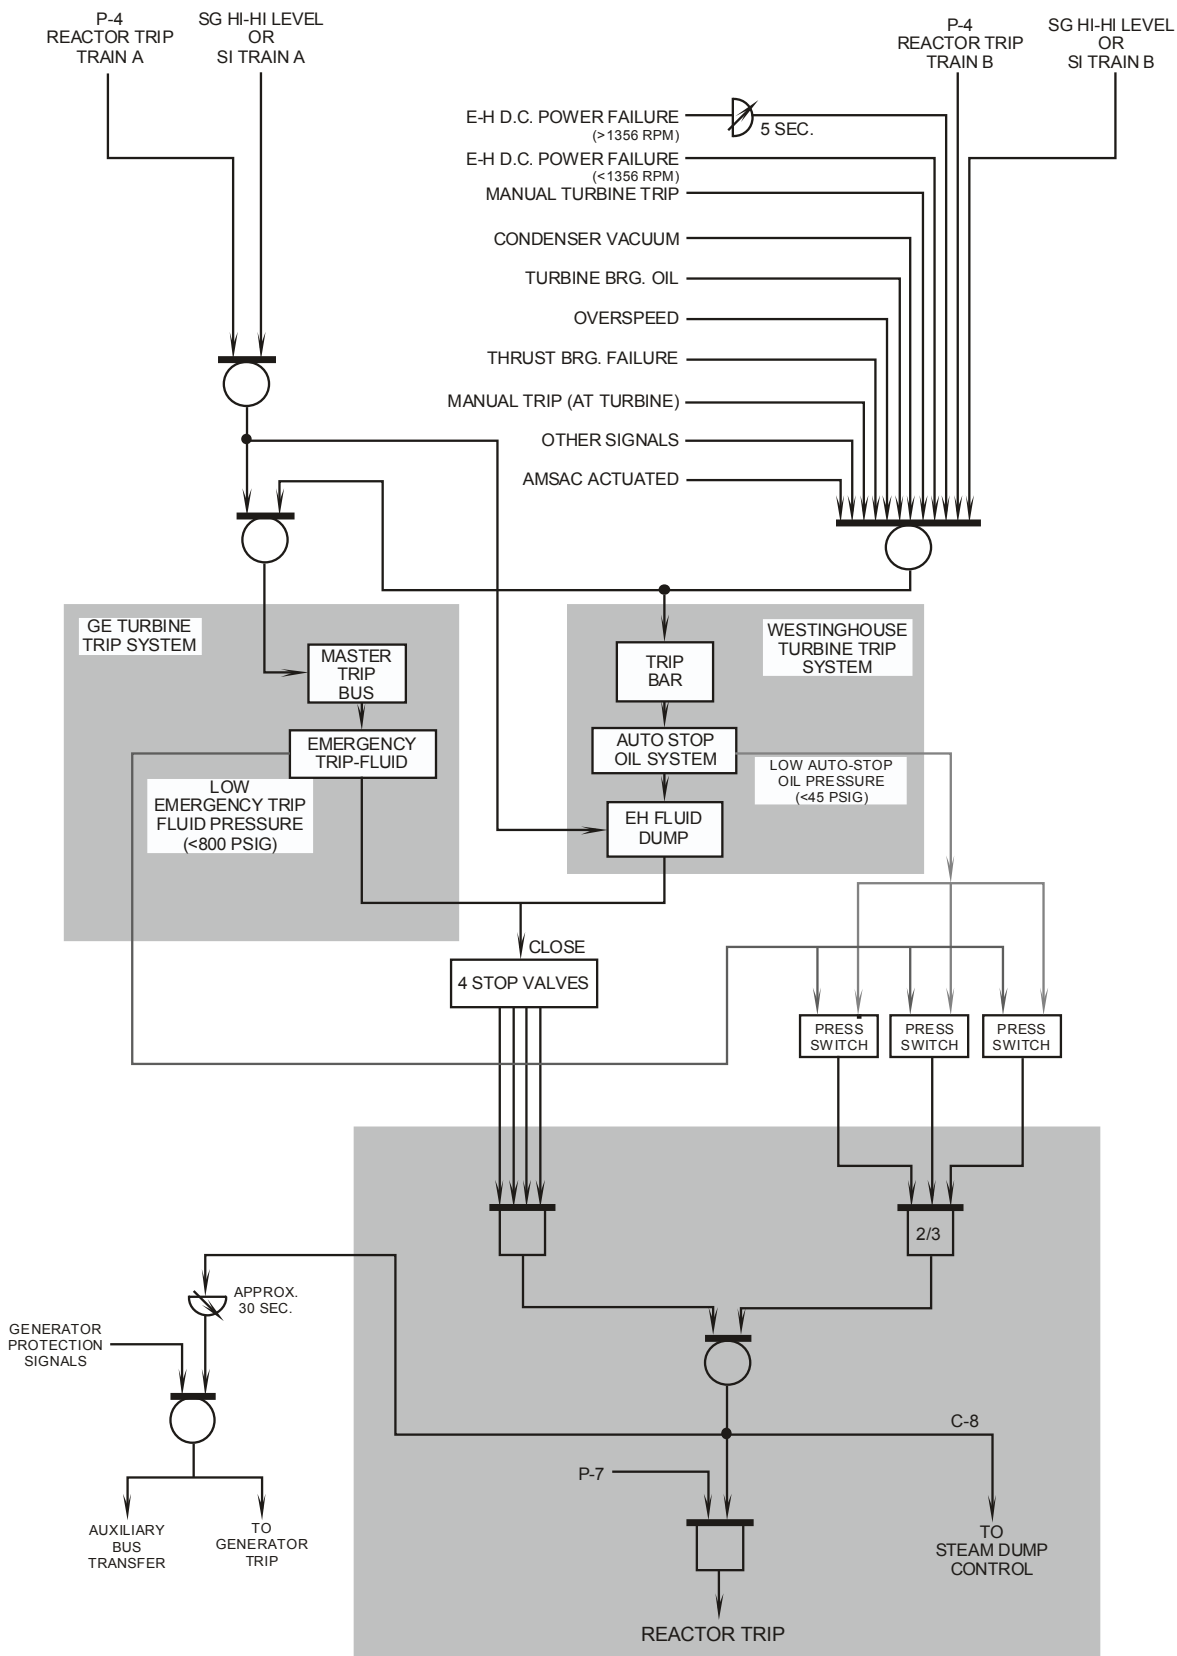 P-4
REACTOR TRIP
TRAIN A
SG HI-HI LEVEL
OR
SI TRAIN A
P-4
REACTOR TRIP
TRAIN B
SG HI-HI LEVEL
OR
SI TRAIN B
E-H D.C. POWER FAILURE
(>1356 RPM)
5 SEC.
E-H D.C. POWER FAILURE
(<1356 RPM)
MANUAL TURBINE TRIP
CONDENSER VACUUM
TURBINE BRG. OIL
OVERSPEED
THRUST BRG. FAILURE
MANUAL TRIP (AT TURBINE)
OTHER SIGNALS
AMSAC ACTUATED
GE TURBINE
TRIP SYSTEM
MASTER
TRIP
BUS
EMERGENCY
TRIP-FLUID
LOW
EMERGENCY TRIP
FLUID PRESSURE
(<800 PSIG)
WESTINGHOUSE
TURBINE TRIP
SYSTEM
TRIP
BAR
AUTO STOP
OIL SYSTEM
LOW AUTO-STOP
OIL PRESSURE
(<45 PSIG)
EH FLUID
DUMP
CLOSE
4 STOP VALVES
PRESS
SWITCH
PRESS
SWITCH
PRESS
SWITCH
2/3
APPROX.
30 SEC.
GENERATOR
PROTECTION
SIGNALS
C-8
P-7
AUXILIARY
BUS
TRANSFER
TO
GENERATOR
TRIP
TO
STEAM DUMP
CONTROL
REACTOR TRIP